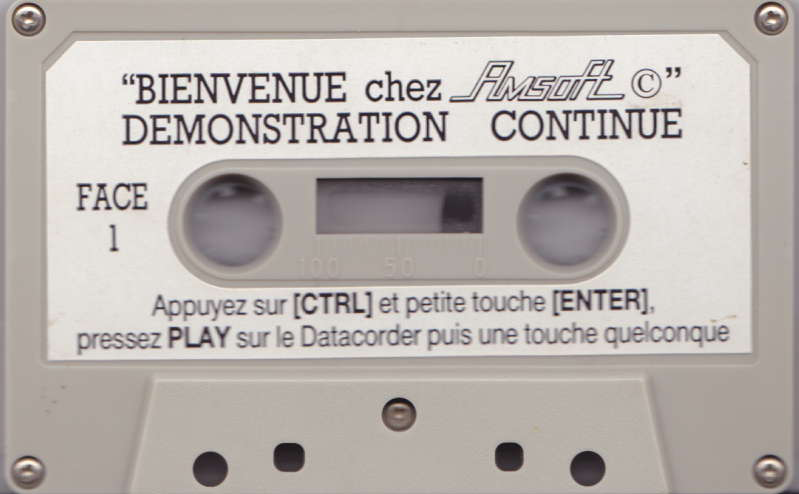 “BIENVENUE chez Amsoft ©”
DEMONSTRATION CONTINUE
FACE
1
100 50 0
Appuyez sur [CTRL] et petite touche [ENTER],
pressez PLAY sur le Datacorder puis une touche quelconque